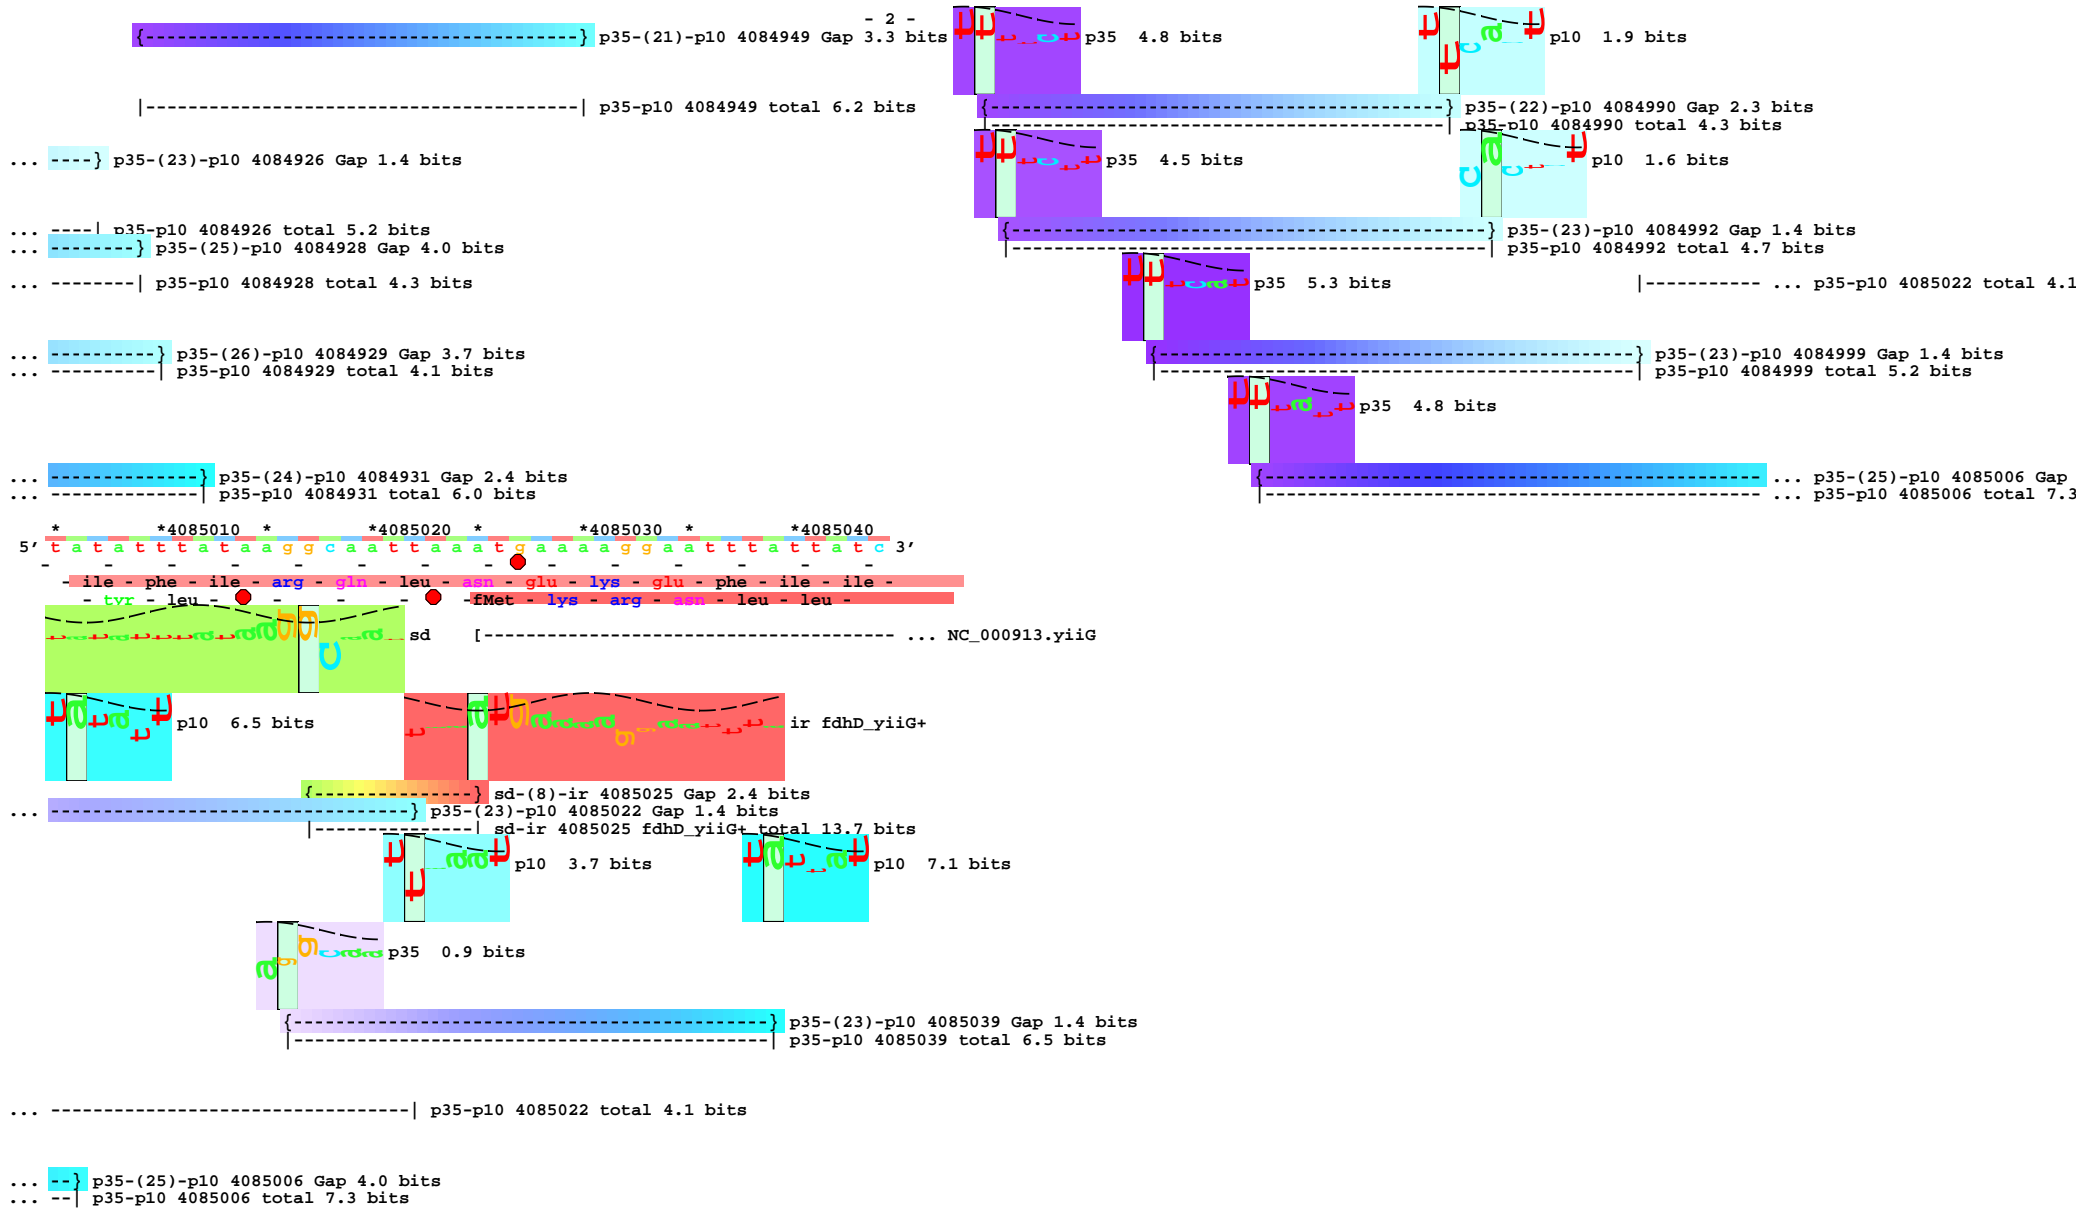 - 2 -
{------------------------------------------} p35-(21)-p10 4084949 Gap 3.3 bits
p35 4.8 bits
p10 1.9 bits
|-----------------------------------------| p35-p10 4084949 total 6.2 bits
{--------------------------------------------} p35-(22)-p10 4084990 Gap 2.3 bits
|-------------------------------------------| p35-p10 4084990 total 4.3 bits
... ----} p35-(23)-p10 4084926 Gap 1.4 bits
p35 4.5 bits
p10 1.6 bits
... ----| p35-p10 4084926 total 5.2 bits
{---------------------------------------------} p35-(23)-p10 4084992 Gap 1.4 bits
... --------} p35-(25)-p10 4084928 Gap 4.0 bits
|---------------------------------------------| p35-p10 4084992 total 4.7 bits
... --------| p35-p10 4084928 total 4.3 bits
p35 5.3 bits
|----------- ... p35-p10 4085022 total 4.1
... ----------} p35-(26)-p10 4084929 Gap 3.7 bits
{---------------------------------------------} p35-(23)-p10 4084999 Gap 1.4 bits
... ----------| p35-p10 4084929 total 4.1 bits
|---------------------------------------------| p35-p10 4084999 total 5.2 bits
p35 4.8 bits
... --------------} p35-(24)-p10 4084931 Gap 2.4 bits
{----------------------------------------------- ... p35-(25)-p10 4085006 Gap
... --------------| p35-p10 4084931 total 6.0 bits
|----------------------------------------------- ... p35-p10 4085006 total 7.3
* *4085010 * *4085020 * *4085030 * *4085040
5' t a t a t t t a t a a g g c a a t t a a a t g a a a a g g a a t t t a t t a t c 3'
- ile - phe - ile - arg - gln - leu - asn - glu - lys - glu - phe - ile - ile -
- tyr - leu - - - - -fMet - lys - arg - asn - leu - leu -
sd [--------------------------------------- ... NC_000913.yiiG
p10 6.5 bits
ir fdhD_yiiG+
{---------------} sd-(8)-ir 4085025 Gap 2.4 bits
... ----------------------------------} p35-(23)-p10 4085022 Gap 1.4 bits
|---------------| sd-ir 4085025 fdhD_yiiG+ total 13.7 bits
p10 3.7 bits
p10 7.1 bits
p35 0.9 bits
{---------------------------------------------} p35-(23)-p10 4085039 Gap 1.4 bits
|---------------------------------------------| p35-p10 4085039 total 6.5 bits
... ----------------------------------| p35-p10 4085022 total 4.1 bits
... --} p35-(25)-p10 4085006 Gap 4.0 bits
... --| p35-p10 4085006 total 7.3 bits